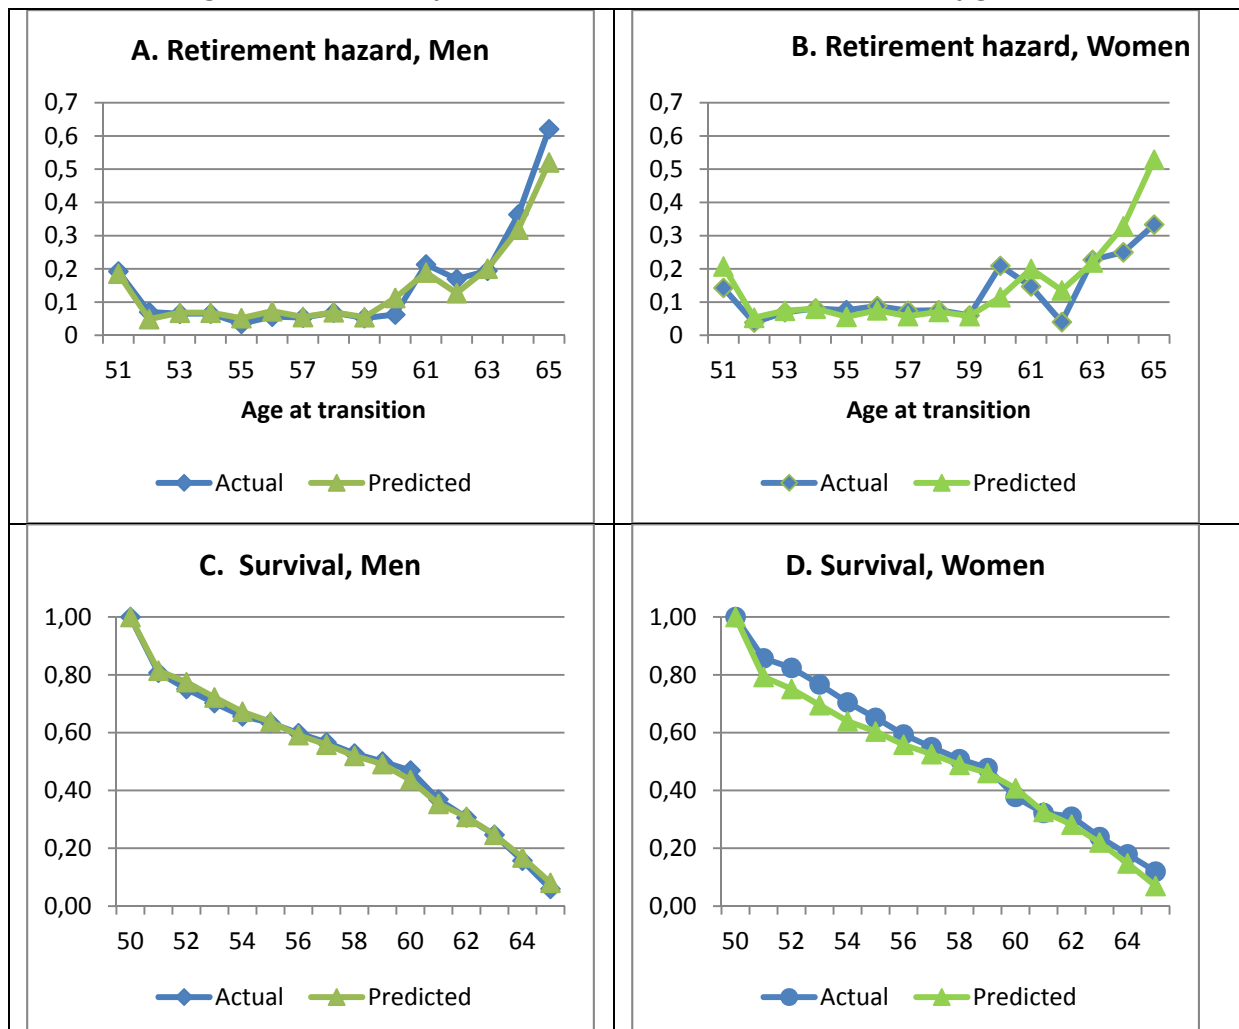 A. Retirement hazard, Men
0,7
0,6
0,5
0,4
0,3
0,2
0,1
0
51 53 55 57 59 61 63 65
Age at transition
Actual Predicted
B. Retirement hazard, Women
0,7
0,6
0,5
0,4
0,3
0,2
0,1
0
51 53 55 57 59 61 63 65
Age at transition
Actual Predicted
C. Survival, Men
1,00
0,80
0,60
0,40
0,20
0,00
50 52 54 56 58 60 62 64
Actual Predicted
D. Survival, Women
1,00
0,80
0,60
0,40
0,20
0,00
50 52 54 56 58 60 62 64
Actual Predicted